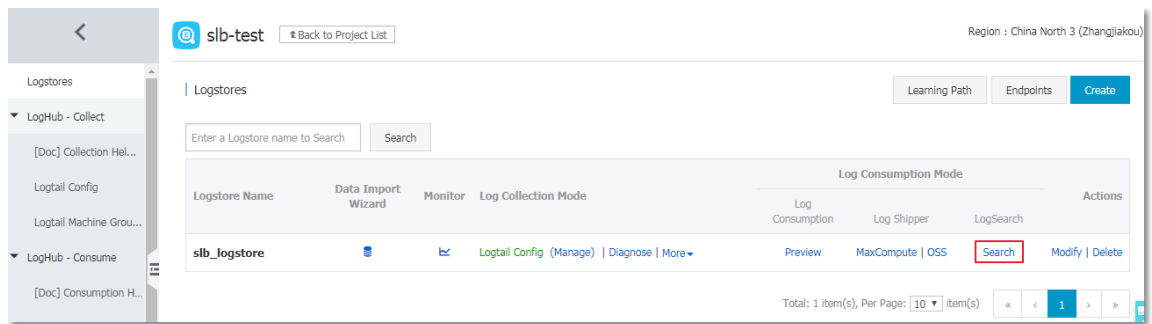 slb-test Back to Project List Region : China North 3 (Zhangjiakou)
Logstores
LogHub - Collect
[Doc] Collection Hel...
Logtail Config
Logtail Machine Grou...
LogHub - Consume
[Doc] Consumption H...
Logstores Learning Path Endpoints Create
Enter a Logstore name to Search Search
Log Consumption Mode
Logstore Name Data Import Wizard Monitor Log Collection Mode Log Consumption Log Shipper LogSearch Actions
slb_logstore Logtail Config (Manage) | Diagnose | More Preview MaxCompute | OSS Search Modify | Delete
Total: 1 item(s), Per Page: 10 item(s) « ‹ 1 › »